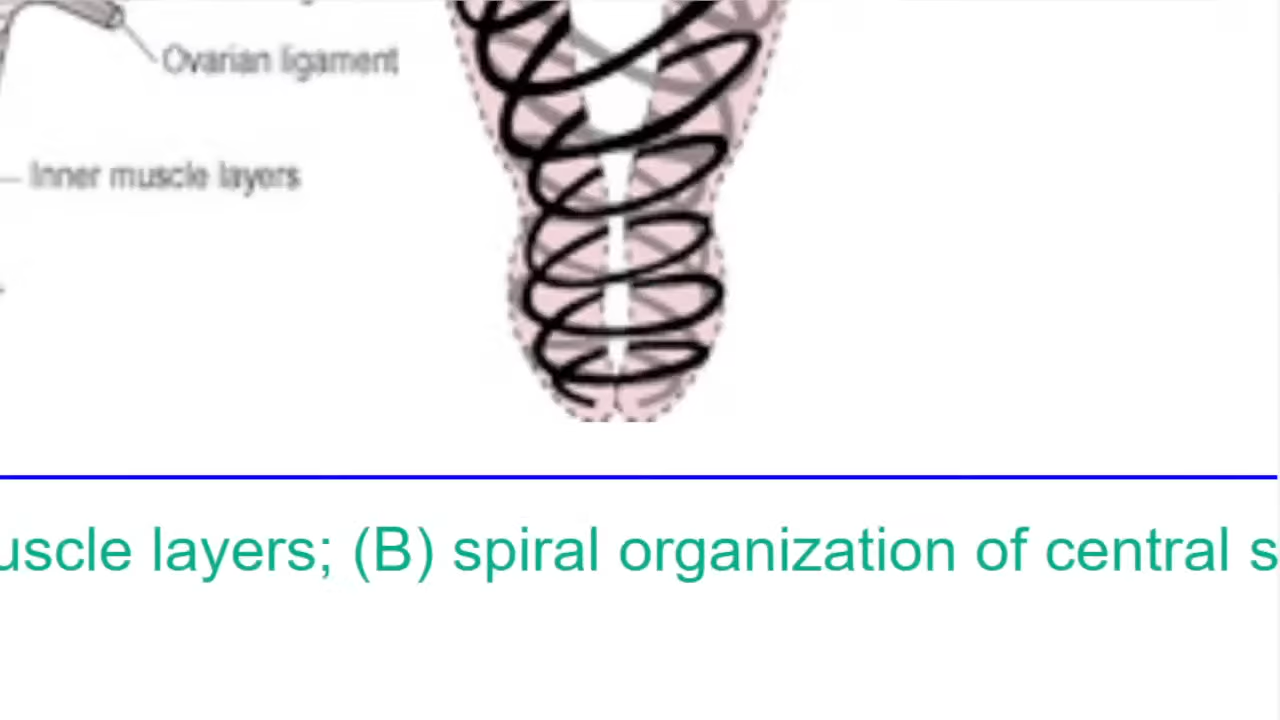 Ovarian ligament
Inner muscle layers
uscle layers; (B) spiral organization of central s